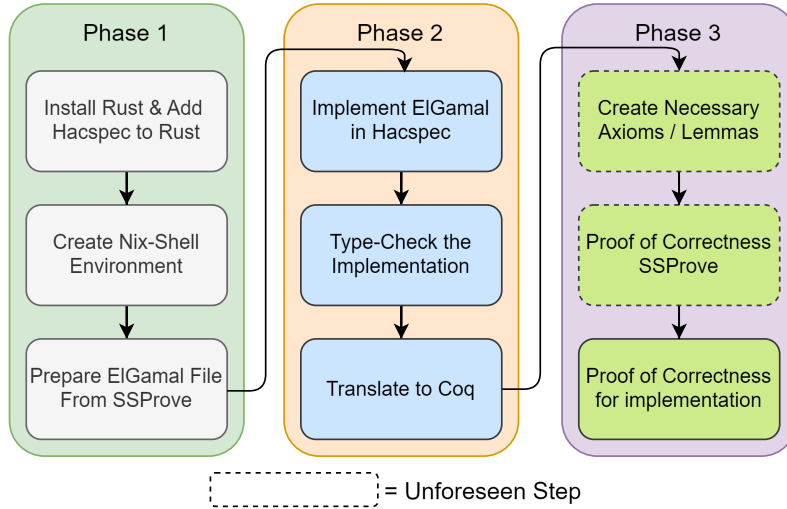 Phase 1
Install Rust & Add
Hacspec to Rust
Create Nix-Shell
Environment
Prepare ElGamal File
From SSProve
Phase 2
Implement ElGamal
in Hacspec
Type-Check the
Implementation
Translate to Coq
Phase 3
Create Necessary
Axioms / Lemmas
Proof of Correctness
SSProve
Proof of Correctness
for implementation
= Unforeseen Step